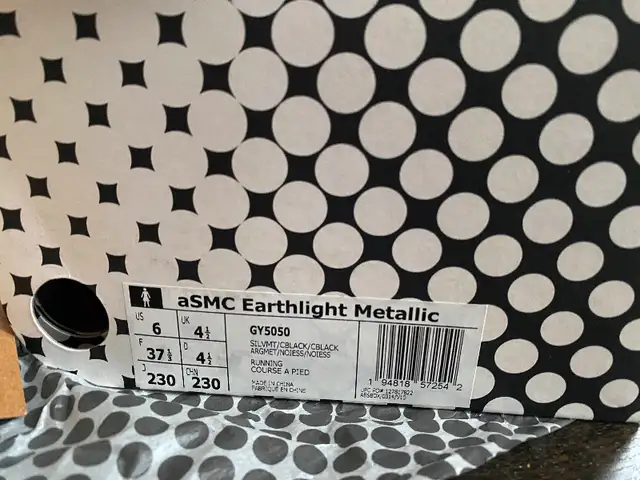 aSMC Earthlight Metallic
US 6 UK 4½
F 37⅓ D 4½
J 230 CHN 230
GY5050
SILVMT/CBLACK/CBLACK
ARGMET/NOIESS/NOIESS
RUNNING
COURSE A PIED
MADE IN CHINA
FABRIQUE EN CHINE
1 94818 57254 2